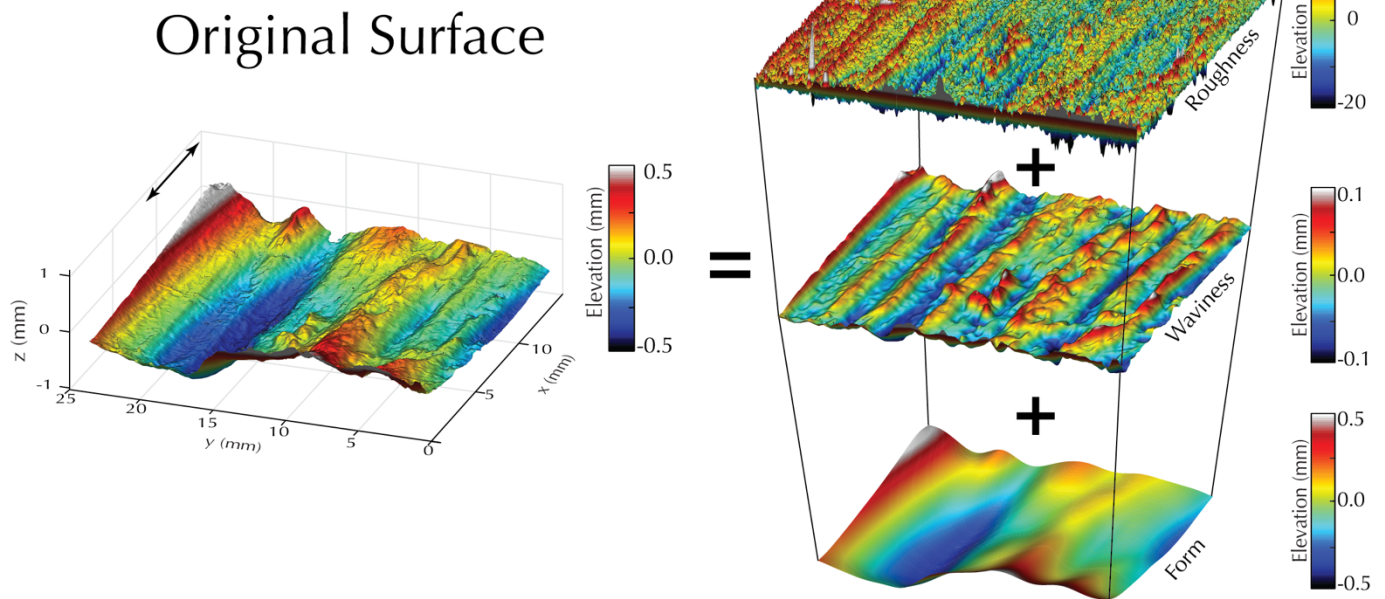 Original Surface
Elevation
0
-20
Roughness
+
0.5
0.0
-0.5
Elevation (mm)
1
0
-1
z (mm)
25
20
15
10
5
0
y (mm)
5
10
x (mm)
=
0.1
0.0
-0.1
Elevation (mm)
Waviness
+
0.5
0.0
-0.5
Elevation (mm)
Form